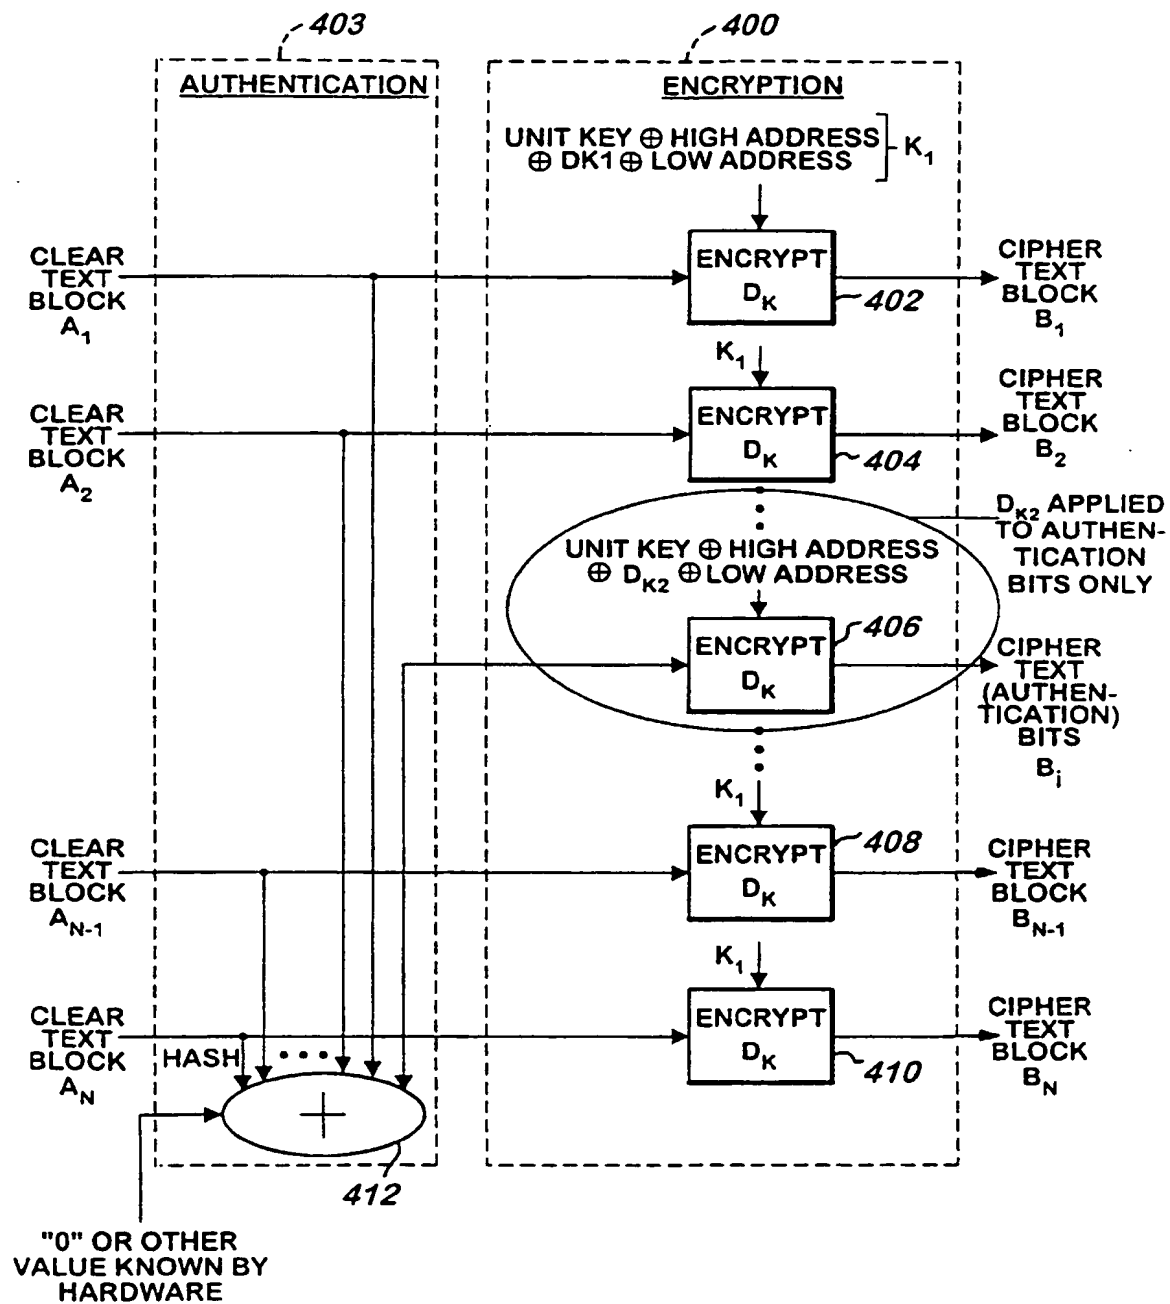 403
400
AUTHENTICATION
ENCRYPTION
UNIT KEY ⊕ HIGH ADDRESS
⊕ DK1 ⊕ LOW ADDRESS
K1
CLEAR
TEXT
BLOCK
A1
ENCRYPT
DK
402
CIPHER
TEXT
BLOCK
B1
K1
CLEAR
TEXT
BLOCK
A2
ENCRYPT
DK
404
CIPHER
TEXT
BLOCK
B2
DK2 APPLIED
TO AUTHEN-
TICATION
BITS ONLY
UNIT KEY ⊕ HIGH ADDRESS
⊕ DK2 ⊕ LOW ADDRESS
ENCRYPT
DK
406
CIPHER
TEXT
(AUTHEN-
TICATION)
BITS
Bi
K1
CLEAR
TEXT
BLOCK
AN-1
ENCRYPT
DK
408
CIPHER
TEXT
BLOCK
BN-1
K1
CLEAR
TEXT
BLOCK
AN
HASH
ENCRYPT
DK
410
CIPHER
TEXT
BLOCK
BN
412
"0" OR OTHER
VALUE KNOWN BY
HARDWARE